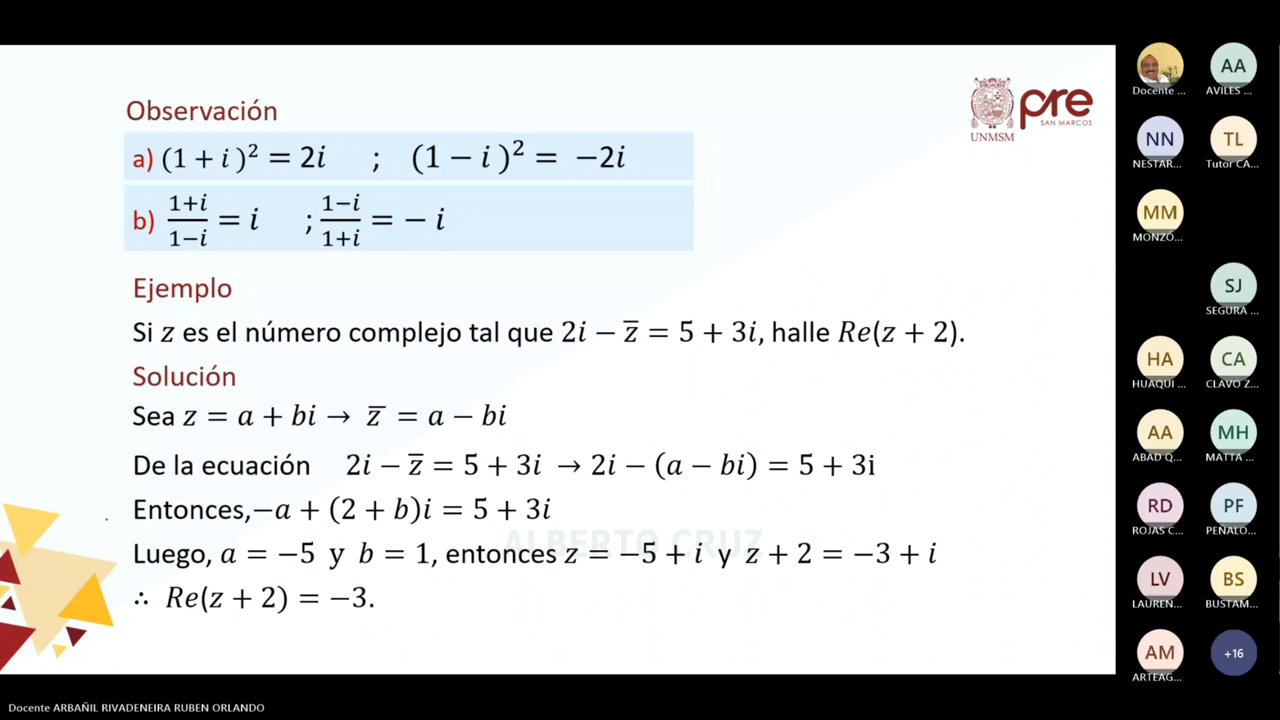 Observación
a) (1 + i)² = 2i ; (1 − i)² = −2i
b) 1+i/1−i = i ; 1−i/1+i = − i
Ejemplo
Si z es el número complejo tal que 2i − z̅ = 5 + 3i, halle Re(z + 2).
Solución
Sea z = a + bi → z̅ = a − bi
De la ecuación 2i − z̅ = 5 + 3i → 2i − (a − bi) = 5 + 3i
Entonces,−a + (2 + b)i = 5 + 3i
Luego, a = −5 y b = 1, entonces z = −5 + i y z + 2 = −3 + i
∴ Re(z + 2) = −3.
ALBERTO CRUZ
UNMSM
pre
SAN MARCOS
Docente ...
AA
AVILES ...
NN
NESTAR...
TL
Tutor CA...
MM
MONZÓ...
SJ
SEGURA ...
HA
HUAQUI ...
CA
CLAVO Z...
AA
ABAD Q...
MH
MATTA ...
RD
ROJAS C...
PF
PEÑALO...
LV
LAUREN...
BS
BUSTAM...
AM
ARTEAG...
+16
Docente ARBAÑIL RIVADENEIRA RUBEN ORLANDO